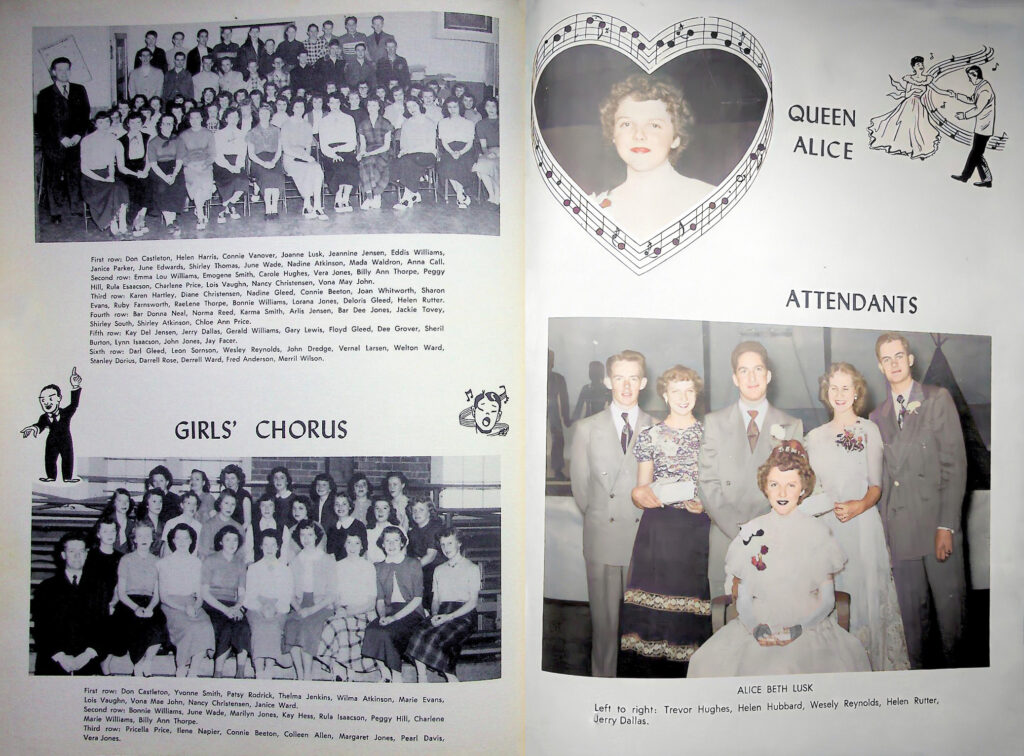 First row: Don Castleton, Helen Harris, Connie Vanover, Joanne Lusk, Jeannine Jensen, Eddis Williams,
Janice Parker, June Edwards, Shirley Thomas, June Wade, Nadine Atkinson, Mada Waldron, Anna Call.
Second row: Emma Lou Williams, Emogene Smith, Carole Hughes, Vera Jones, Billy Ann Thorpe, Peggy
Hill, Rula Esaacson, Charlene Price, Lois Vaughn, Nancy Christensen, Vona May John.
Third row: Karen Hartley, Diane Christensen, Nadine Gleed, Connie Beeton, Joan Whitworth, Sharon
Evans, Ruby Farnsworth, RaeLene Thorpe, Bonnie Williams, Lorana Jones, Deloris Gleed, Helen Rutter.
Fourth row: Bar Donna Neal, Norma Reed, Karma Smith, Arlis Jensen, Bar Dee Jones, Jackie Tovey,
Shirley South, Shirley Atkinson, Chloe Ann Price.
Fifth row: Kay Del Jensen, Jerry Dallas, Gerald Williams, Gary Lewis, Floyd Gleed, Dee Grover, Sheril
Burton, Lynn Isaacson, John Jones, Jay Facer.
Sixth row: Darl Gleed, Leon Sornson, Wesley Reynolds, John Dredge, Vernal Larsen, Welton Ward,
Stanley Dorius, Darrell Rose, Derrell Ward, Fred Anderson, Merril Wilson.
GIRLS' CHORUS
First row: Don Castleton, Yvonne Smith, Patsy Rodrick, Thelma Jenkins, Wilma Atkinson, Marie Evans,
Lois Vaughn, Vona Mae John, Nancy Christensen, Janice Ward.
Second row: Bonnie Williams, June Wade, Marilyn Jones, Kay Hess, Rula Isaacson, Peggy Hill, Charlene
Marie Williams, Billy Ann Thorpe.
Third row: Pricella Price, Ilene Napier, Connie Beeton, Colleen Allen, Margaret Jones, Pearl Davis,
Vera Jones.
QUEEN
ALICE
ATTENDANTS
ALICE BETH LUSK
Left to right: Trevor Hughes, Helen Hubbard, Wesely Reynolds, Helen Rutter,
Jerry Dallas.